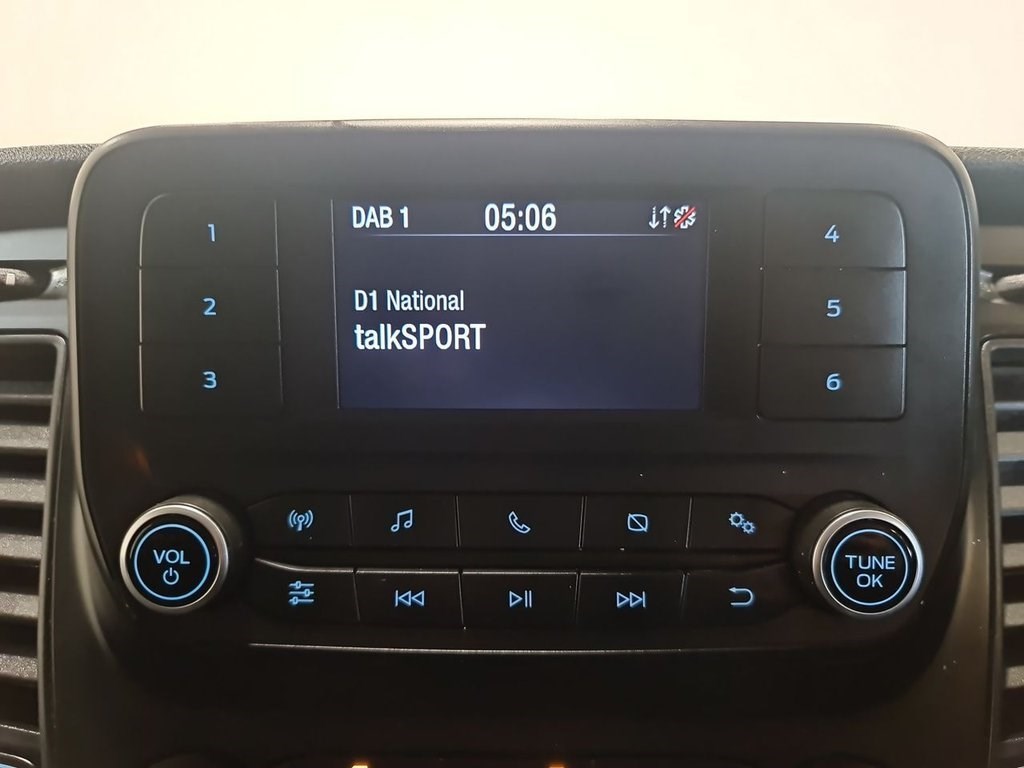 DAB 1 05:06
D1 National
talkSPORT
1
2
3
4
5
6
VOL
TUNE
OK